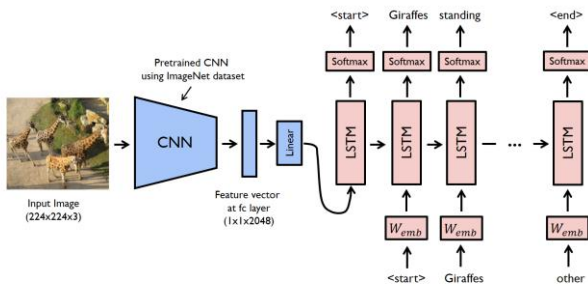 <start>
Giraffes
standing
<end>
Softmax
Softmax
Softmax
Softmax
Pretrained CNN
using ImageNet dataset
CNN
Linear
LSTM
LSTM
LSTM
...
LSTM
Input Image
(224x224x3)
Feature vector
at fc layer
(1x1x2048)
W_emb
W_emb
W_emb
<start>
Giraffes
other